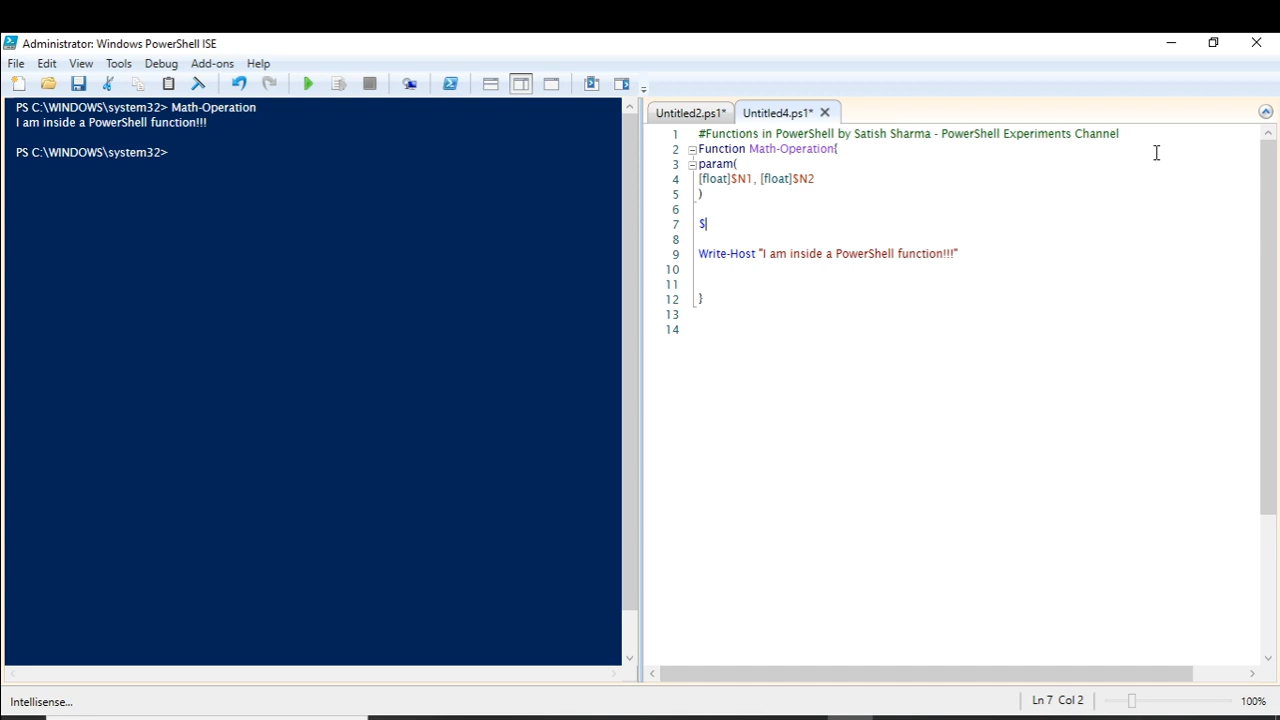 Administrator: Windows PowerShell ISE
File Edit View Tools Debug Add-ons Help
PS C:\WINDOWS\system32> Math-Operation
I am inside a PowerShell function!!!
PS C:\WINDOWS\system32>
Untitled2.ps1* Untitled4.ps1*
1 #Functions in PowerShell by Satish Sharma - PowerShell Experiments Channel
2 Function Math-Operation{
3 param(
4 [float]$N1, [float]$N2
5 )
6
7 $
8
9 Write-Host "I am inside a PowerShell function!!!"
10
11
12 }
13
14
Intellisense... Ln 7 Col 2 100%